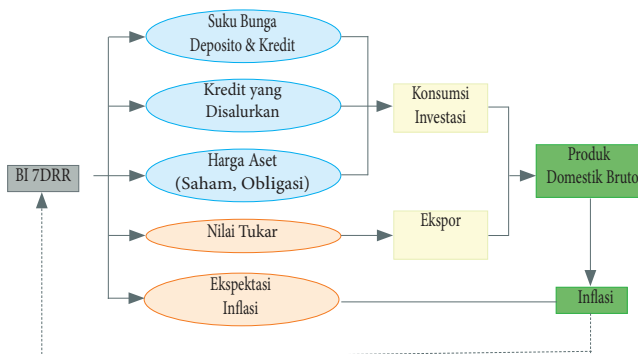 Suku Bunga
Deposito & Kredit
Kredit yang
Disalurkan
Konsumsi
Investasi
BI 7DRR
Harga Aset
(Saham, Obligasi)
Produk
Domestik Bruto
Nilai Tukar
Ekspor
Ekspektasi
Inflasi
Inflasi